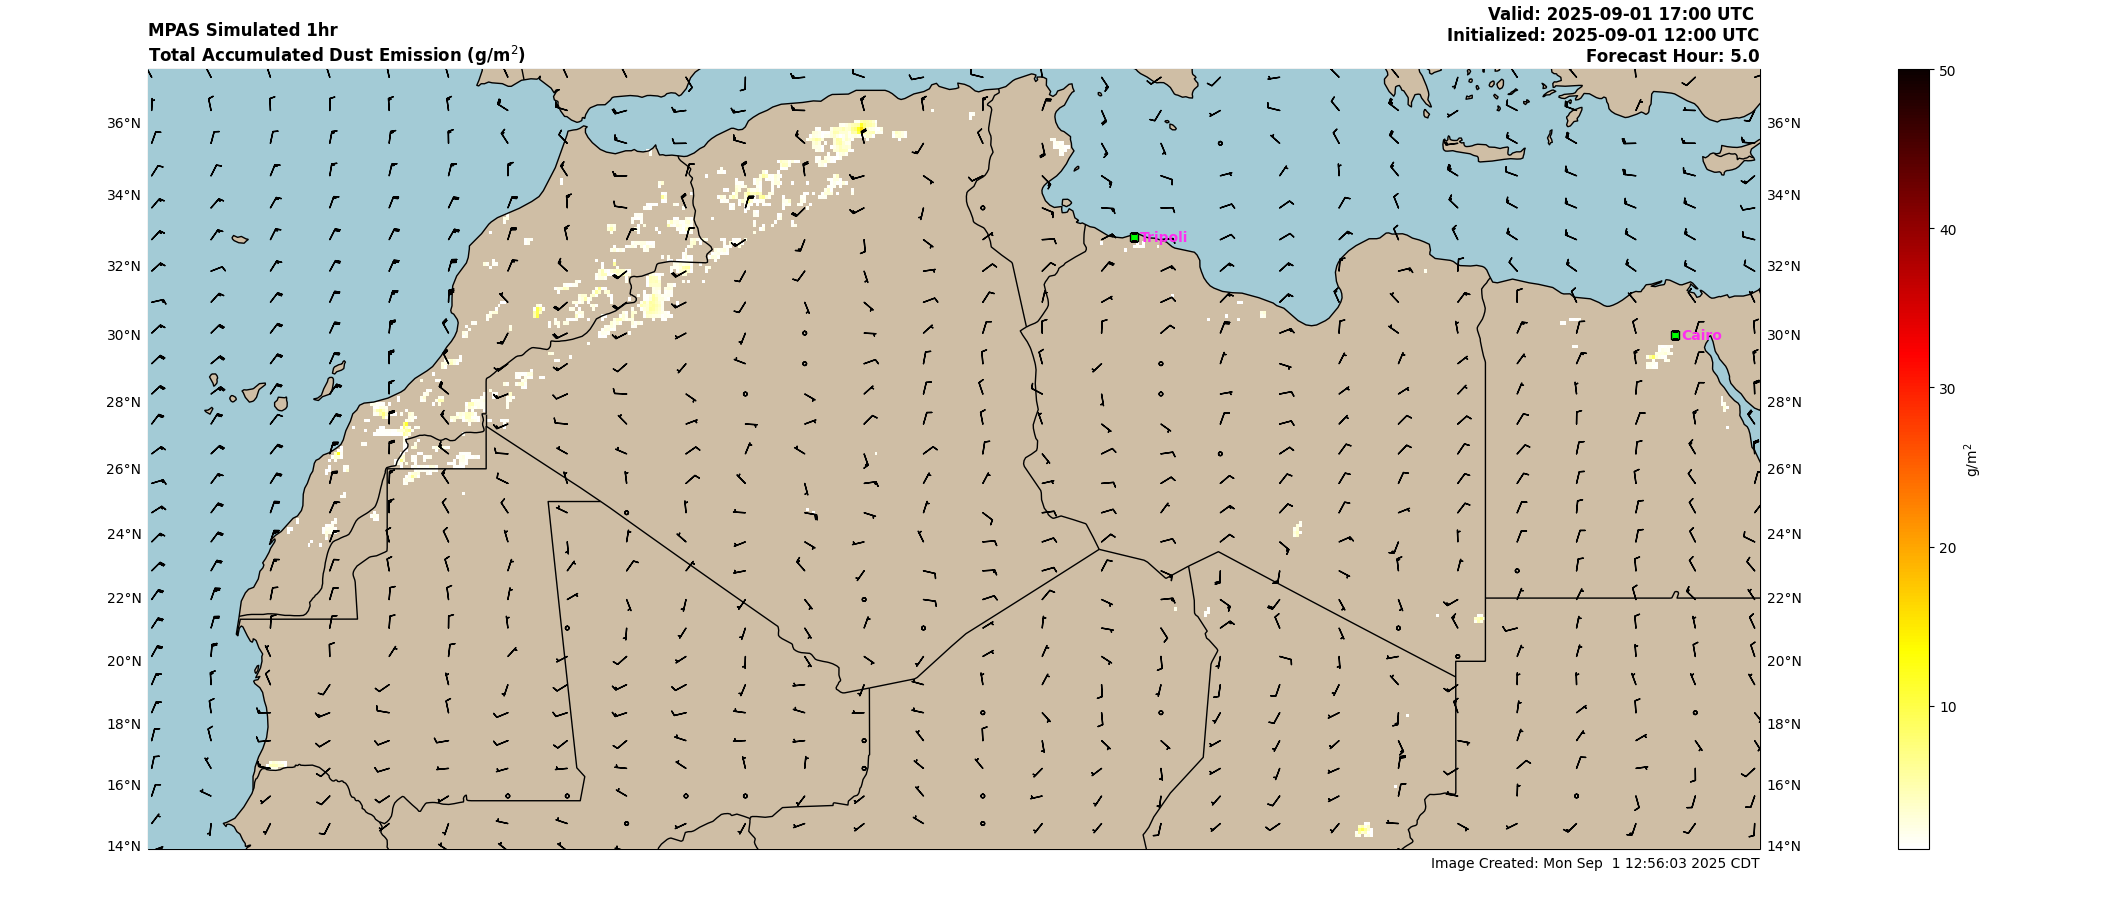 MPAS Simulated 1hr
Total Accumulated Dust Emission (g/m²)
Valid: 2025-09-01 17:00 UTC
Initialized: 2025-09-01 12:00 UTC
Forecast Hour: 5.0
36°N
34°N
32°N
30°N
28°N
26°N
24°N
22°N
20°N
18°N
16°N
14°N
Tripoli
Cairo
36°N
34°N
32°N
30°N
28°N
26°N
24°N
22°N
20°N
18°N
16°N
14°N
50
40
30
20
10
g/m²
Image Created: Mon Sep  1 12:56:03 2025 CDT